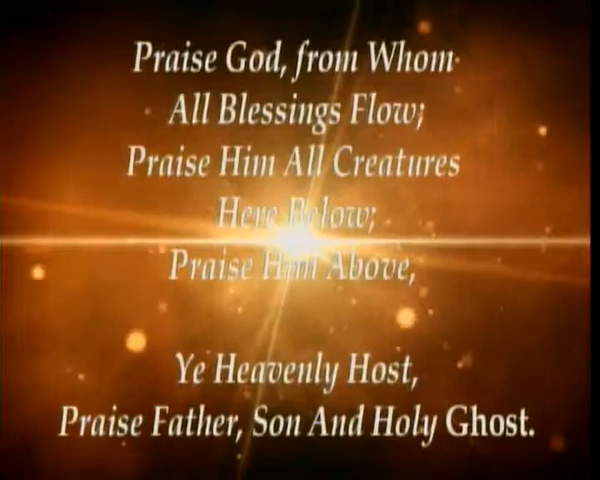 Praise God, from Whom
All Blessings Flow;
Praise Him All Creatures
Here Below;
Praise Him Above,
Ye Heavenly Host,
Praise Father, Son And Holy Ghost.